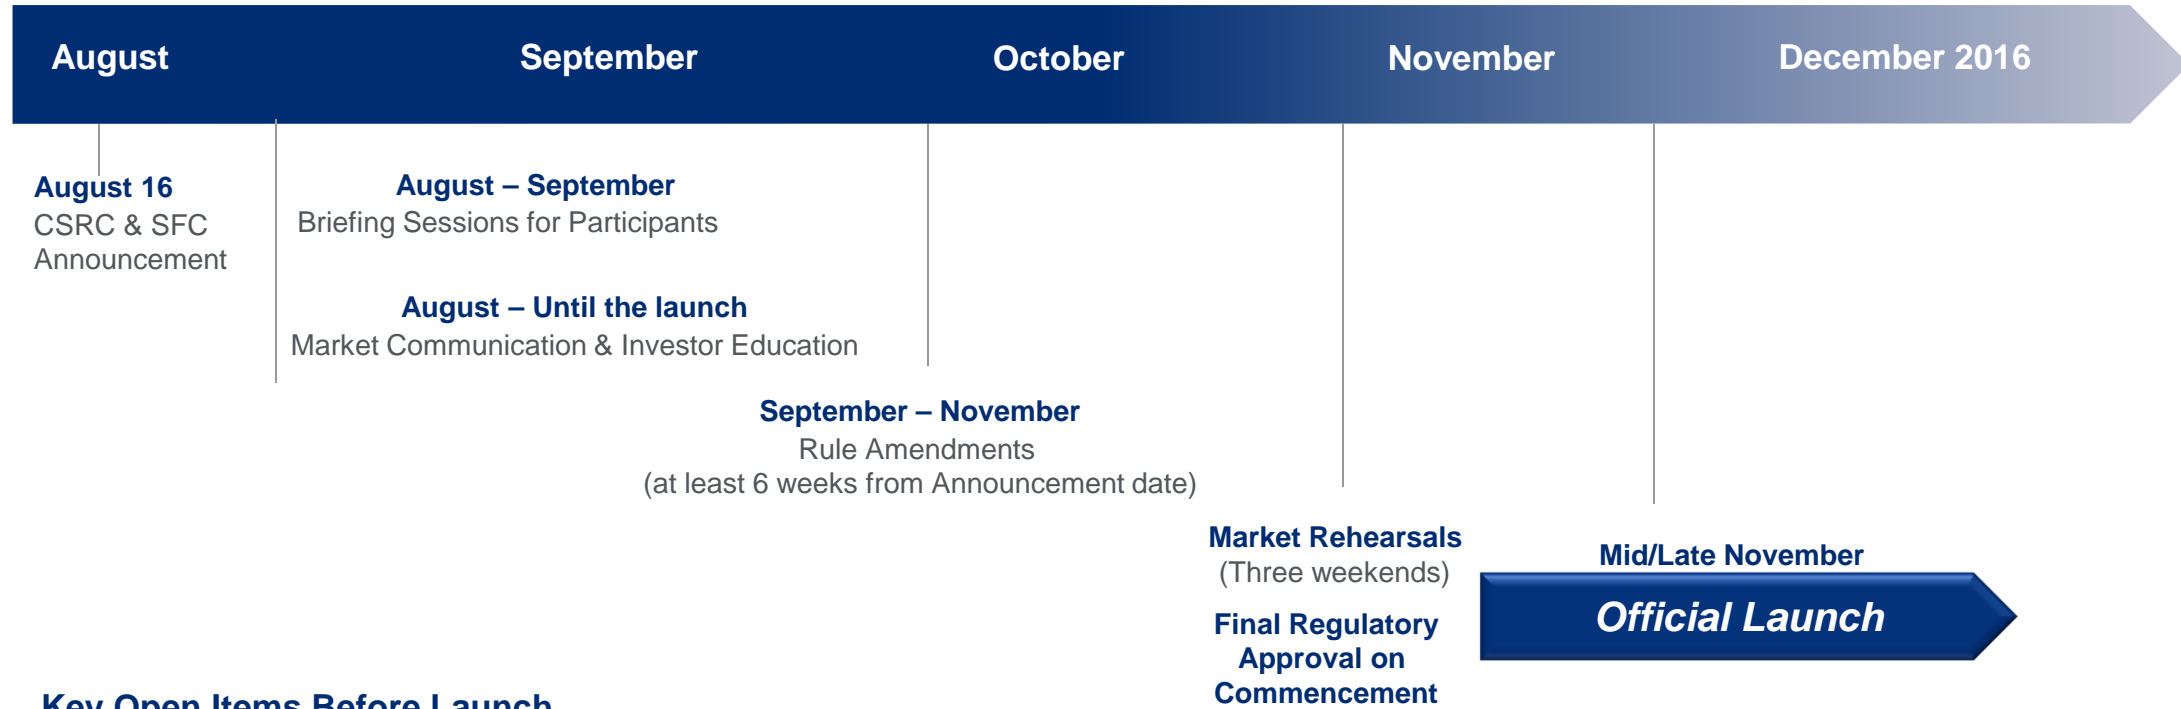 August
September
October
November
December 2016
August 16
CSRC & SFC
Announcement
August – September
Briefing Sessions for Participants
August – Until the launch
Market Communication & Investor Education
September – November
Rule Amendments
(at least 6 weeks from Announcement date)
Market Rehearsals
(Three weekends)
Final Regulatory
Approval on
Commencement
Mid/Late November
Official Launch
Key Open Items Before Launch